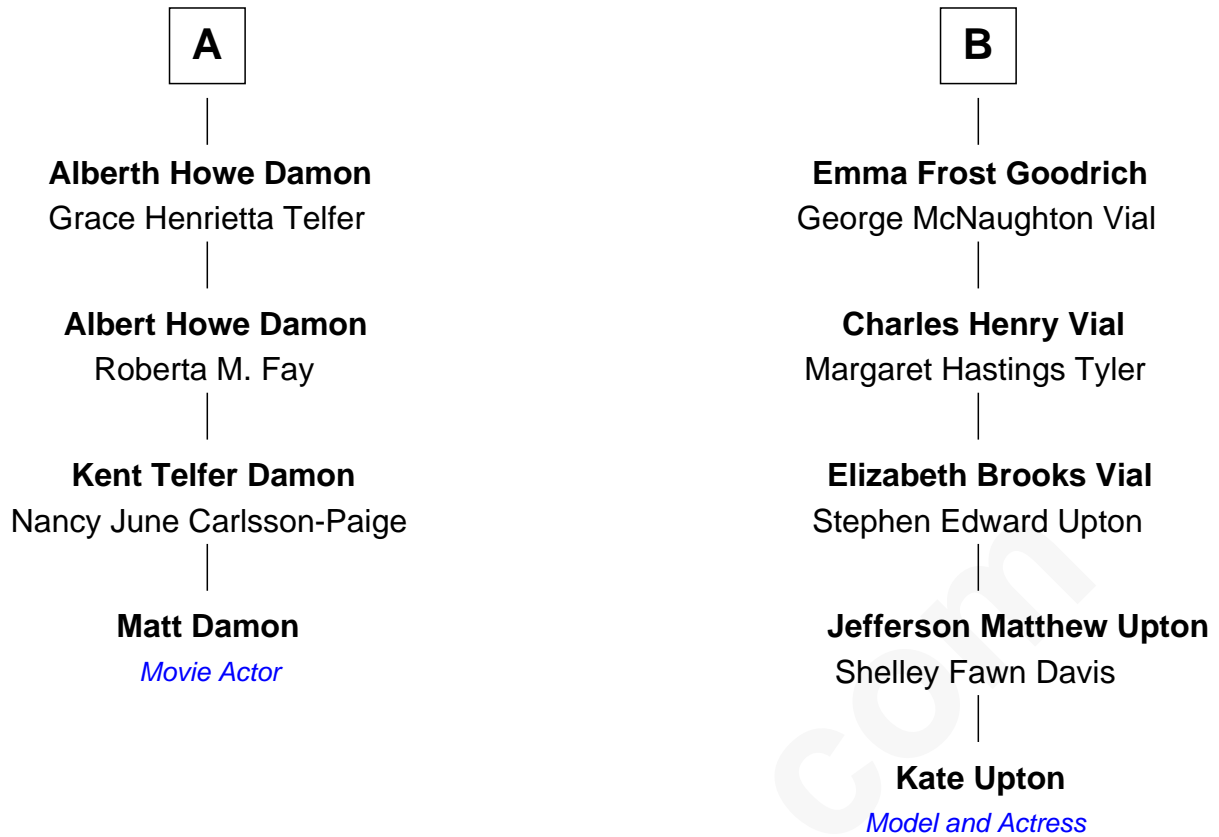 A
Alberth Howe Damon
Grace Henrietta Telfer
Albert Howe Damon
Roberta M. Fay
Kent Telfer Damon
Nancy June Carlsson-Paige
Matt Damon
Movie Actor
B
Emma Frost Goodrich
George McNaughton Vial
Charles Henry Vial
Margaret Hastings Tyler
Elizabeth Brooks Vial
Stephen Edward Upton
Jefferson Matthew Upton
Shelley Fawn Davis
Kate Upton
Model and Actress
com